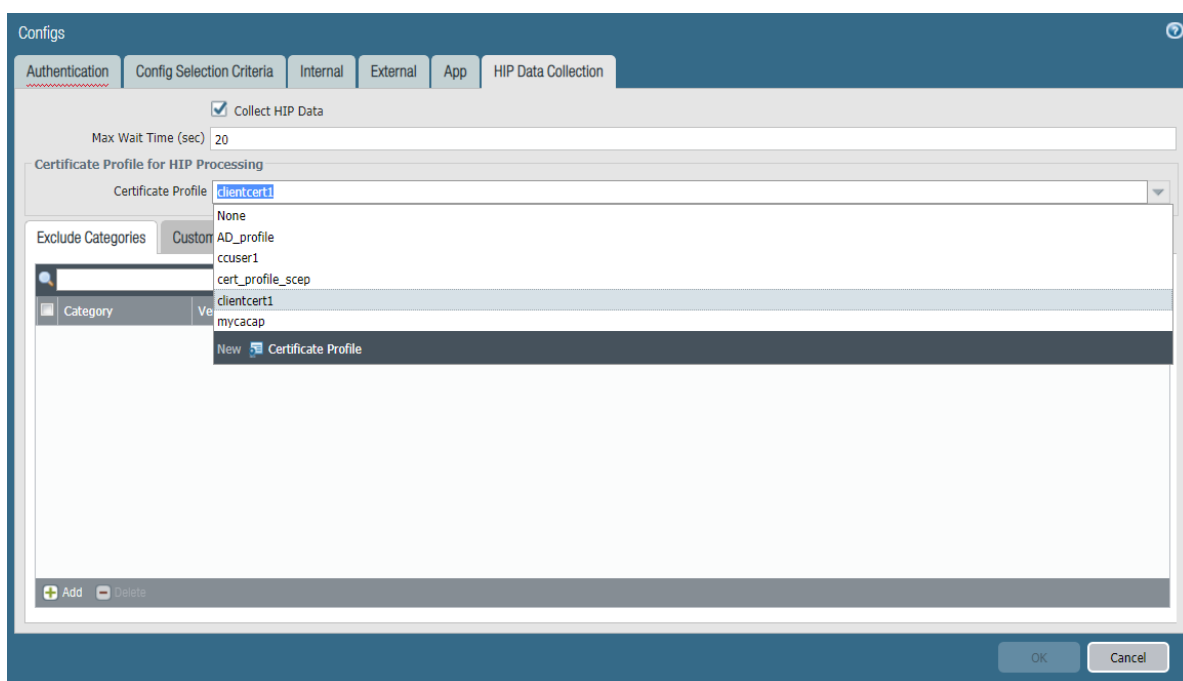 Configs
Authentication Config Selection Criteria Internal External App HIP Data Collection
Collect HIP Data
Max Wait Time (sec) 20
Certificate Profile for HIP Processing
Certificate Profile clientcert1
None
Exclude Categories Custom AD_profile
ccuser1
cert_profile_scep
clientcert1
Category Ve
mycacap
New Certificate Profile
Add Delete
OK Cancel